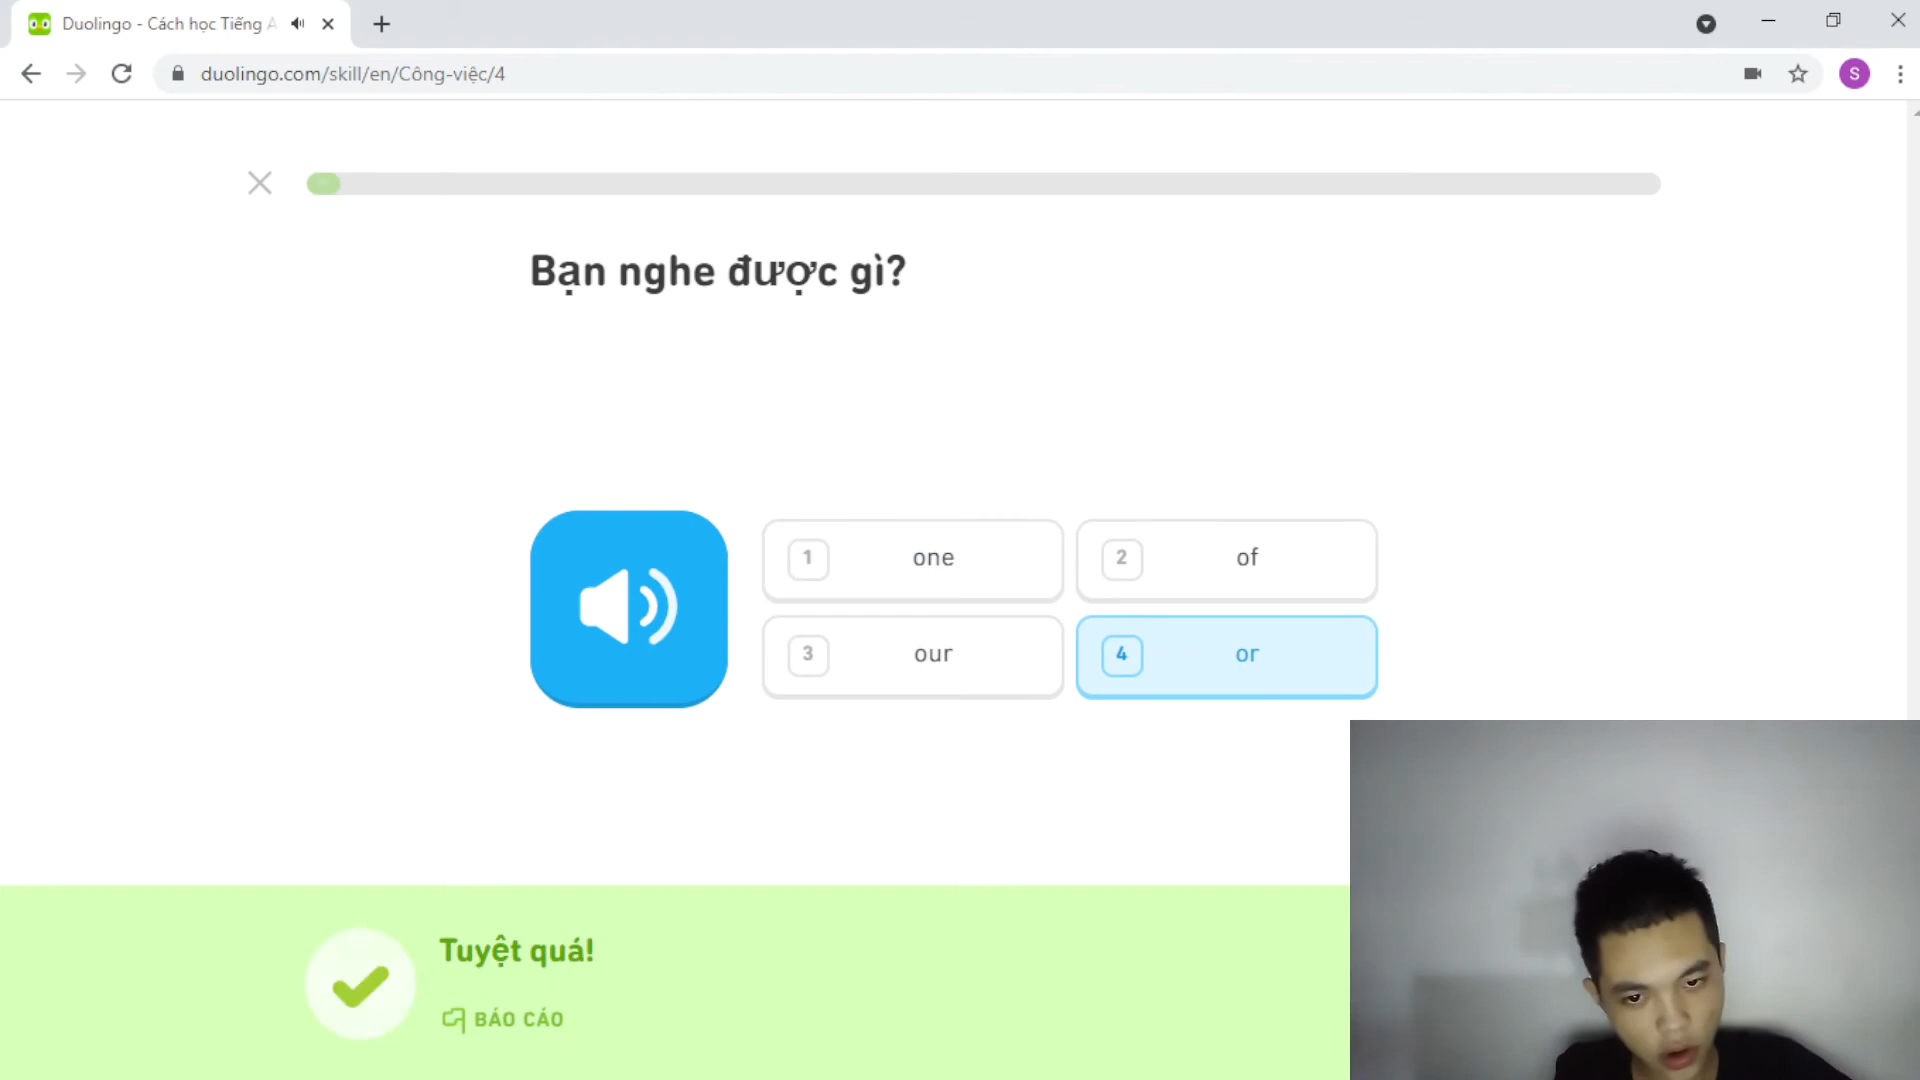 Duolingo - Cách học Tiếng A
duolingo.com/skill/en/Công-việc/4
S
Bạn nghe được gì?
1 one
2 of
3 our
4 or
Tuyệt quá!
BÁO CÁO